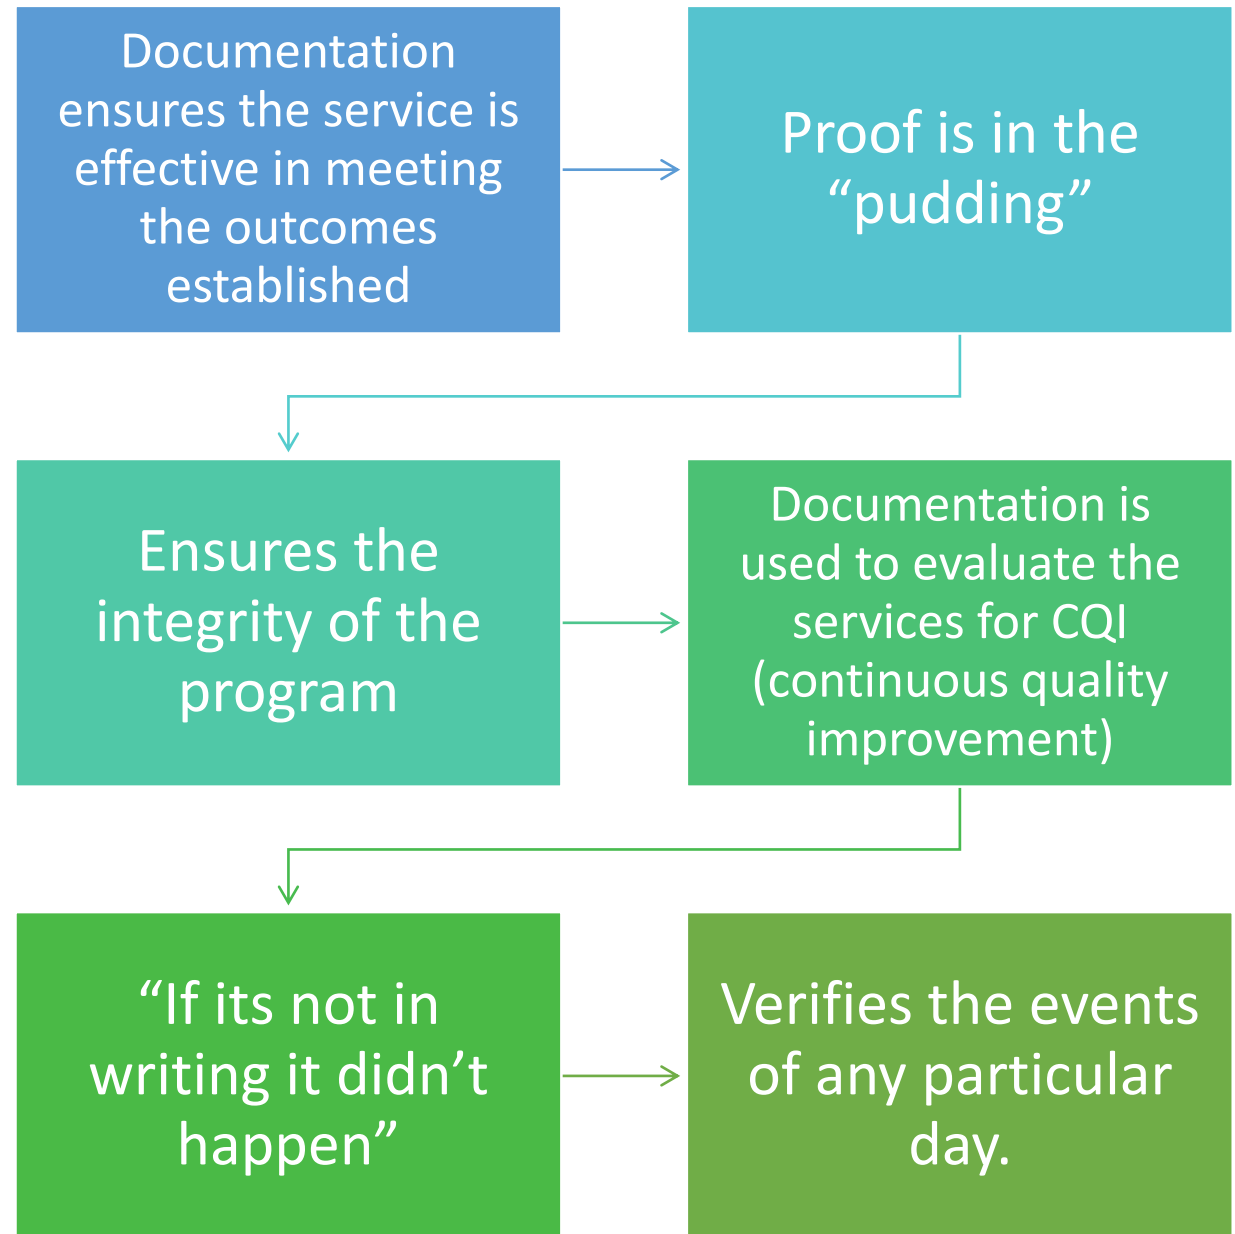 Documentation
ensures the service is
effective in meeting
the outcomes
established
Proof is in the
“pudding”
Ensures the
integrity of the
program
Documentation is
used to evaluate the
services for CQI
(continuous quality
improvement)
“If its not in
writing it didn’t
happen”
Verifies the events
of any particular
day.